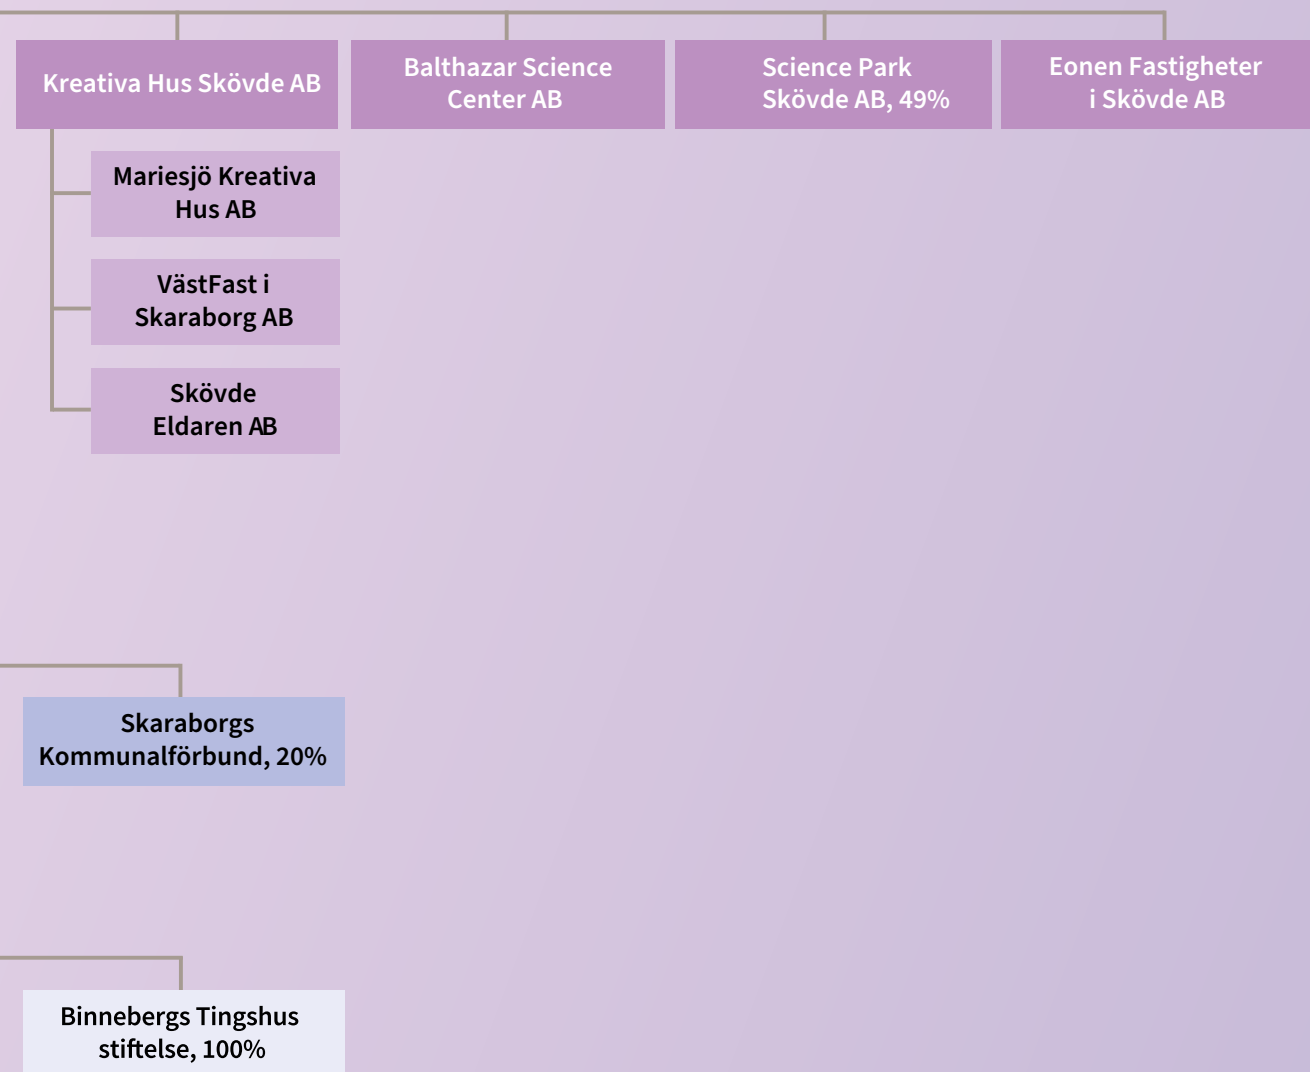 Kreativa Hus Skövde AB
Balthazar Science
Center AB
Science Park
Skövde AB, 49%
Eonen Fastigheter
i Skövde AB
Mariesjö Kreativa
Hus AB
VästFast i
Skaraborg AB
Skövde
Eldaren AB
Skaraborgs
Kommunalförbund, 20%
Binnebergs Tingshus
stiftelse, 100%